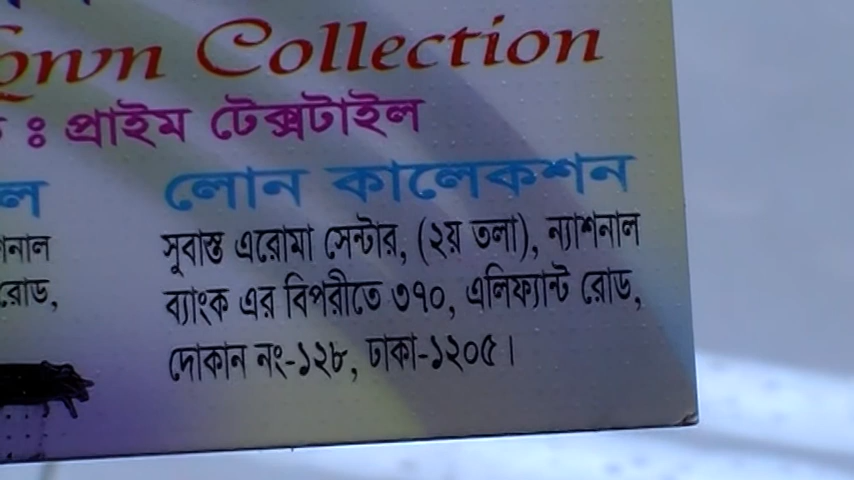 Collection
: প্রাইম টেক্সটাইল
লোন কালেকশন
সুবাস্তু এরোমা সেন্টার, (২য় তলা), ন্যাশনাল
রোড, ব্যাংক এর বিপরীতে ৩৭০, এলিফ্যান্ট রোড,
দোকান নং-১২৮, ঢাকা-১২০৫।